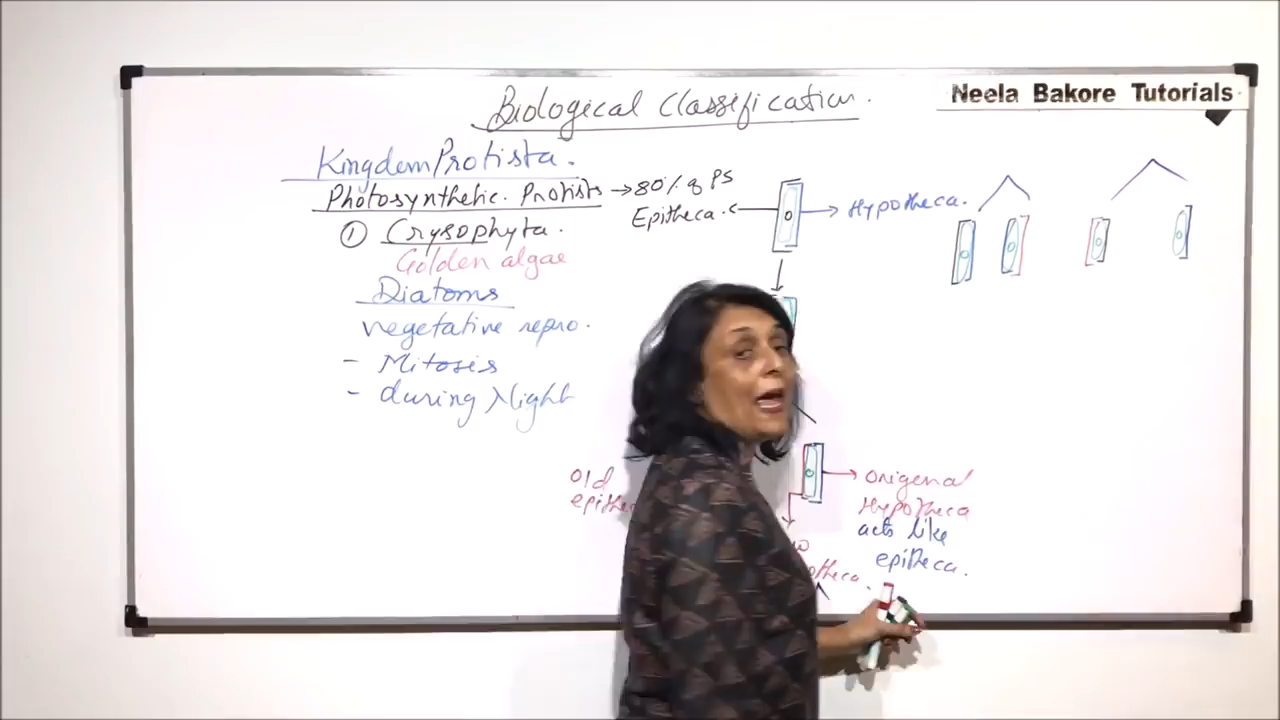 Biological Classification.
Neela Bakore Tutorials
Kingdom Protista.
Photosynthetic Protists → 80% of PS
① Crysophyta.
Golden algae
Diatoms
vegetative repro.
- Mitosis
- during night
Epitheca.
Hypotheca.
Old
Origenal
Hypotheca
acts like
epitheca.